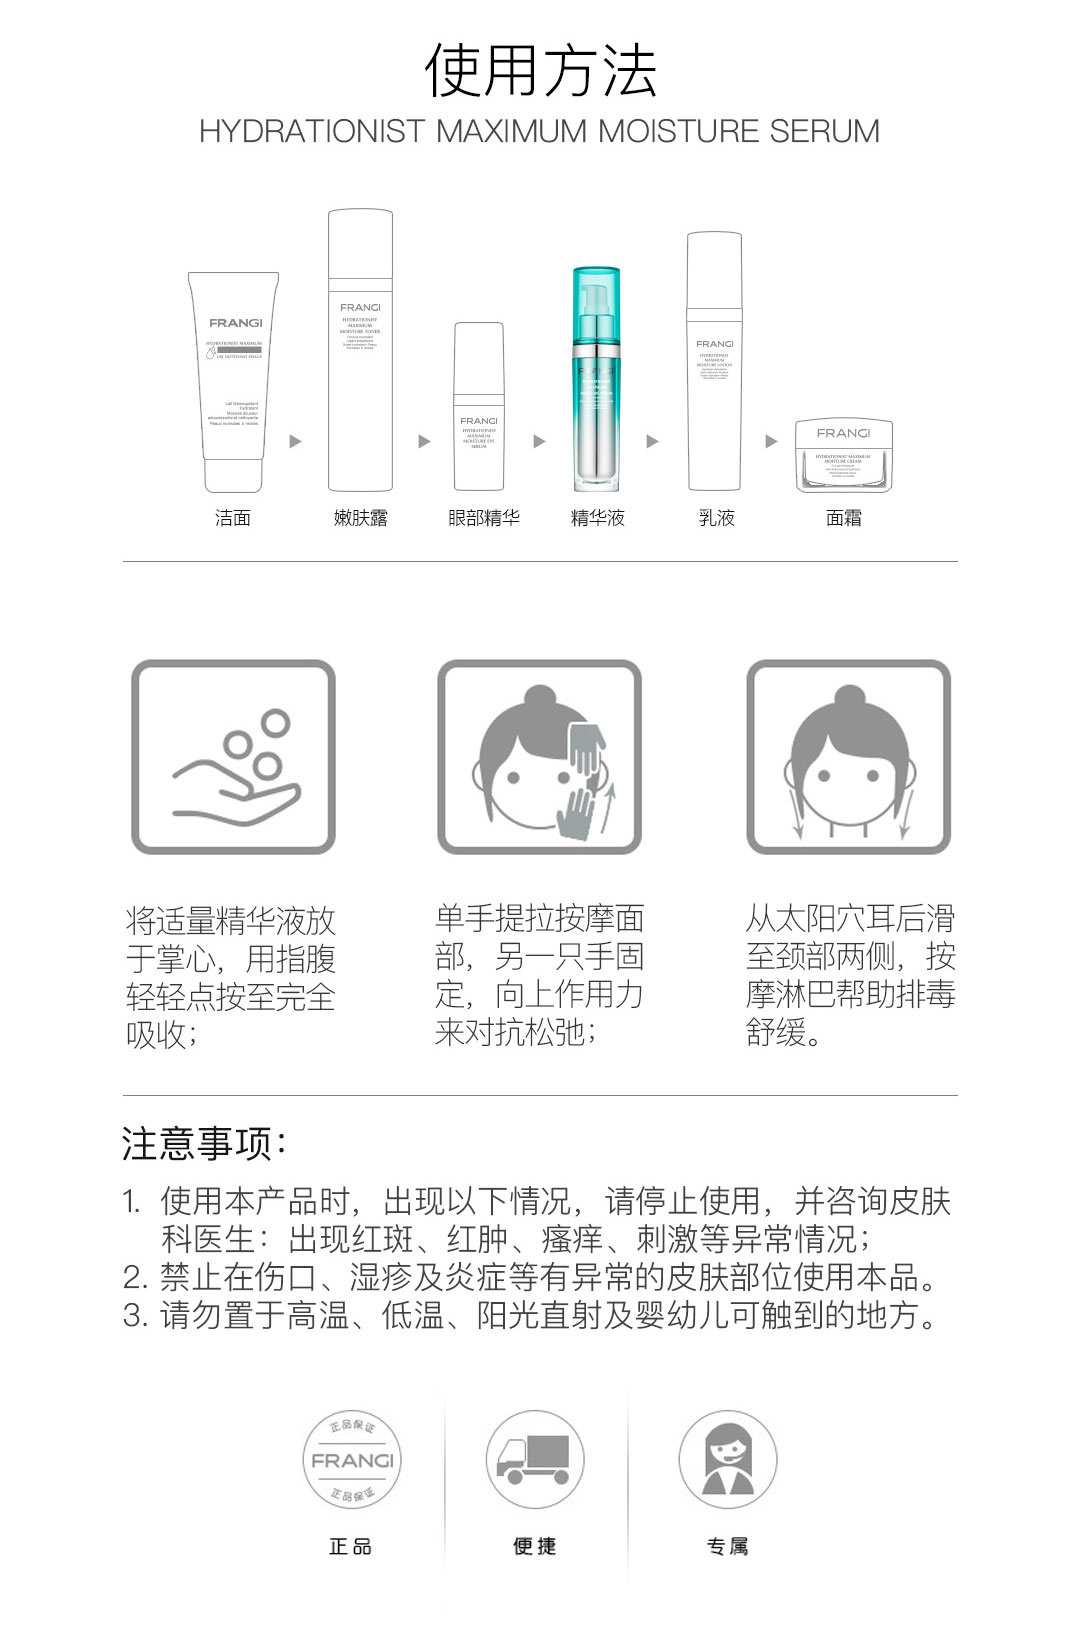 使用方法
HYDRATIONIST MAXIMUM MOISTURE SERUM
FRANGI
HYDRATIONIST MAXIMUM
GEL NETTOYANT VISAGE
FRANGI
HYDRATIONIST
MAXIMUM
MOISTURE TONER
FRANGI
HYDRATIONIST
MAXIMUM
MOISTURE EYE
SERUM
FRANGI
FRANGI
HYDRATIONIST
MAXIMUM
MOISTURE LOTION
FRANGI
HYDRATIONIST MAXIMUM
MOISTURE CREAM
洁面
嫩肤露
眼部精华
精华液
乳液
面霜
将适量精华液放
于掌心，用指腹
轻轻点按至完全
吸收；
单手提拉按摩面
部，另一只手固
定，向上作用力
来对抗松弛；
从太阳穴耳后滑
至颈部两侧，按
摩淋巴帮助排毒
舒缓。
注意事项：
1. 使用本产品时，出现以下情况，请停止使用，并咨询皮肤
科医生：出现红斑、红肿、瘙痒、刺激等异常情况；
2. 禁止在伤口、湿疹及炎症等有异常的皮肤部位使用本品。
3. 请勿置于高温、低温、阳光直射及婴幼儿可触到的地方。
正品保证
FRANGI
正品保证
正品
便捷
专属